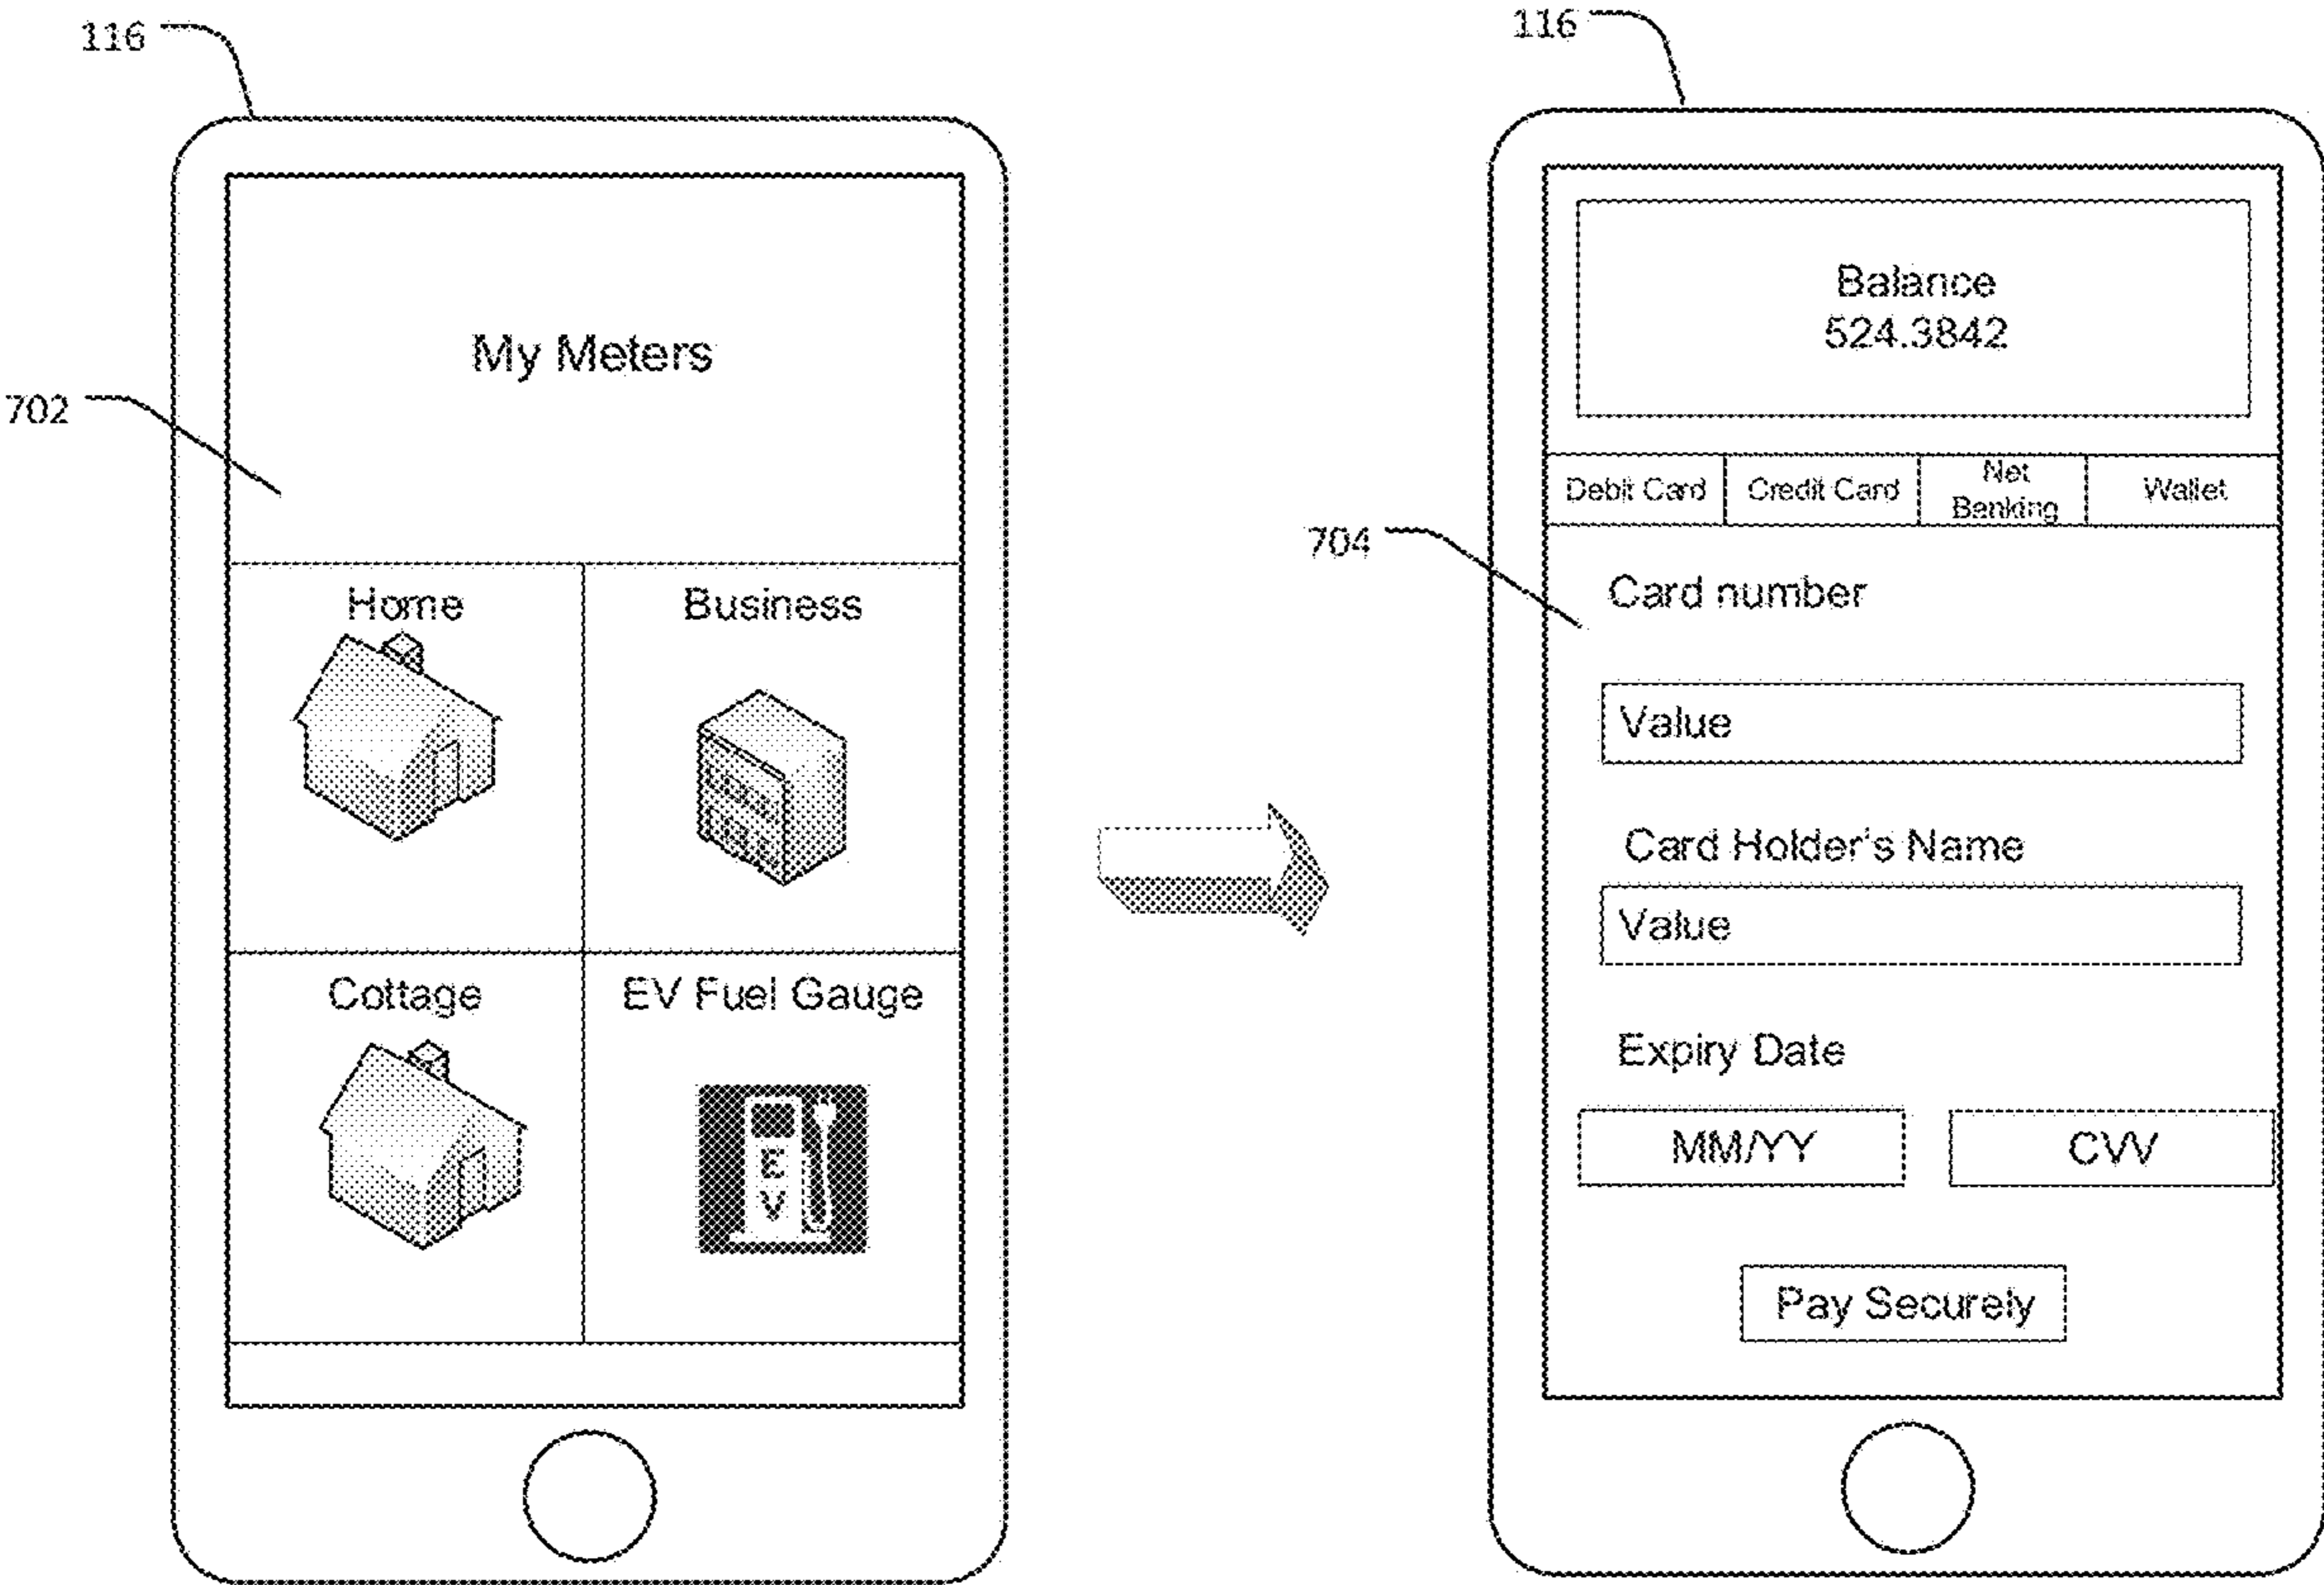 116
My Meters
702
Home
Business
Cottage
EV Fuel Gauge
E
V
116
Balance
524.3842
Debit Card
Credit Card
Net
Banking
Wallet
704
Card number
Value
Card Holder's Name
Value
Expiry Date
MM/YY
CVV
Pay Securely